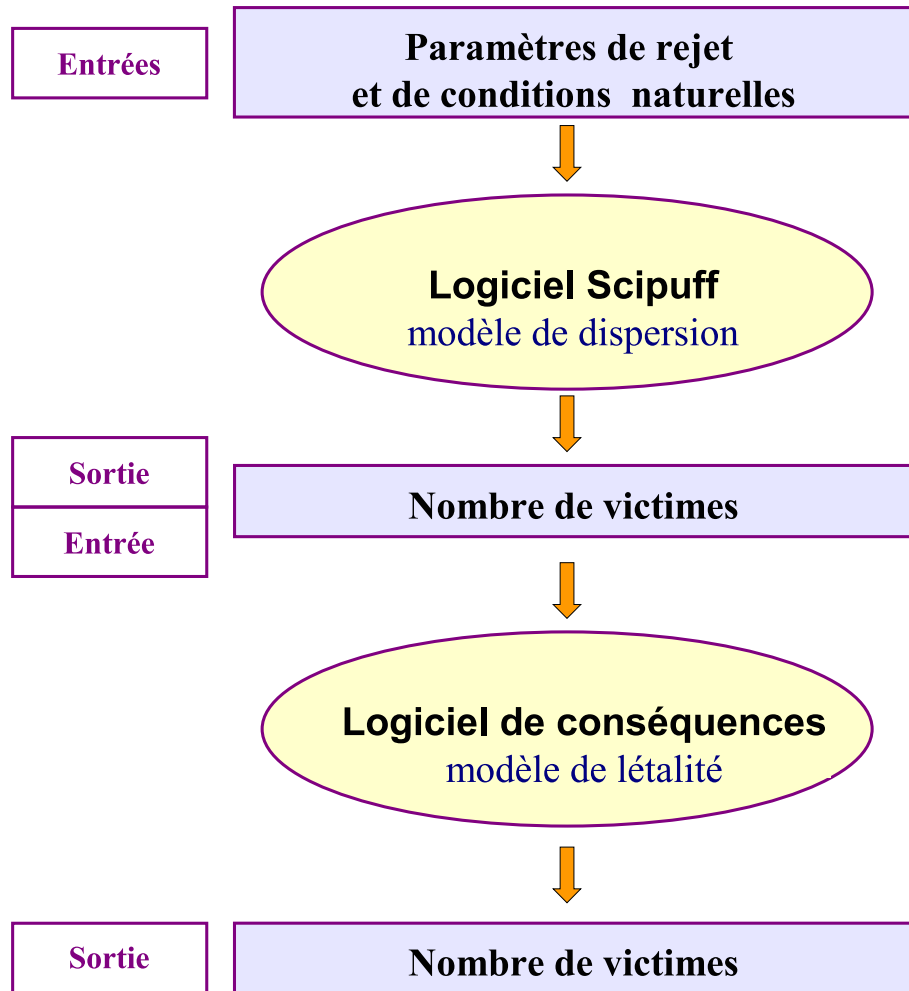 Entrées
Paramètres de rejet
et de conditions naturelles
Logiciel Scipuff
modèle de dispersion
Sortie
Nombre de victimes
Entrée
Logiciel de conséquences
modèle de létalité
Sortie
Nombre de victimes